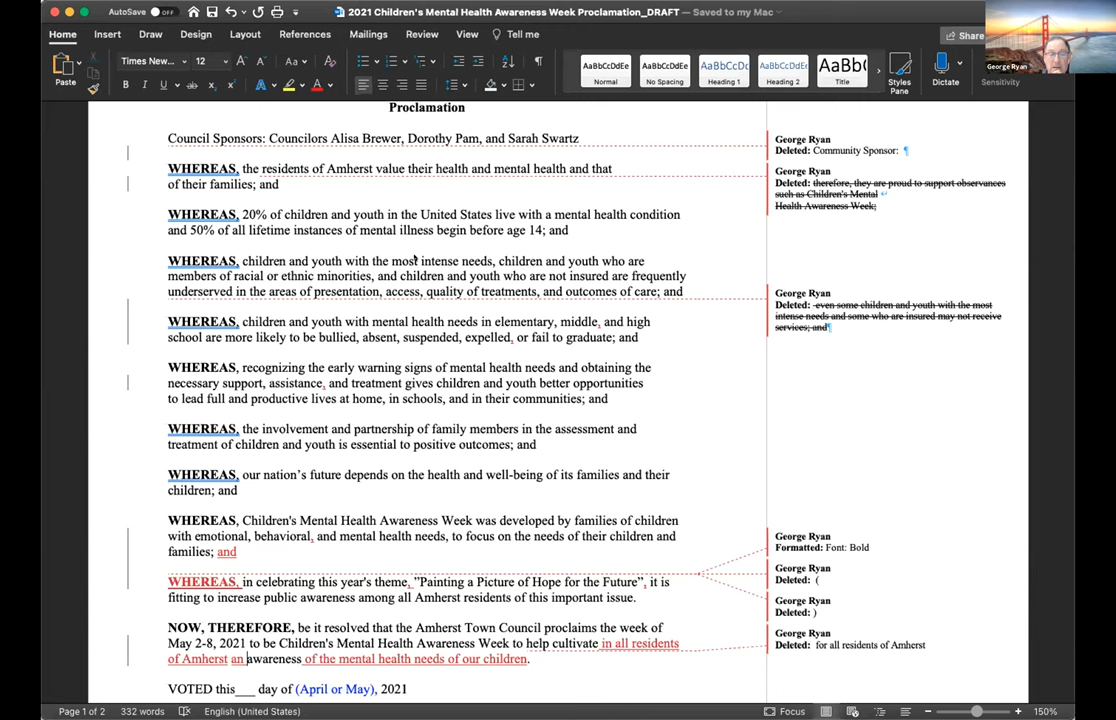 AutoSave OFF
2021 Children's Mental Health Awareness Week Proclamation_DRAFT — Saved to my Mac
Home Insert Draw Design Layout References Mailings Review View Tell me
Share
George Ryan
Paste
Times New... 12
AaBbCcDdEe AaBbCcDdEe AaBbCcDc AaBbCcDdEe AaBb(
Normal No Spacing Heading 1 Heading 2 Title
Styles Pane
Dictate
Sensitivity
Proclamation
Council Sponsors: Councilors Alisa Brewer, Dorothy Pam, and Sarah Swartz
WHEREAS, the residents of Amherst value their health and mental health and that
of their families; and
WHEREAS, 20% of children and youth in the United States live with a mental health condition
and 50% of all lifetime instances of mental illness begin before age 14; and
WHEREAS, children and youth with the most intense needs, children and youth who are
members of racial or ethnic minorities, and children and youth who are not insured are frequently
underserved in the areas of presentation, access, quality of treatments, and outcomes of care; and
WHEREAS, children and youth with mental health needs in elementary, middle, and high
school are more likely to be bullied, absent, suspended, expelled, or fail to graduate; and
WHEREAS, recognizing the early warning signs of mental health needs and obtaining the
necessary support, assistance, and treatment gives children and youth better opportunities
to lead full and productive lives at home, in schools, and in their communities; and
WHEREAS, the involvement and partnership of family members in the assessment and
treatment of children and youth is essential to positive outcomes; and
WHEREAS, our nation's future depends on the health and well-being of its families and their
children; and
WHEREAS, Children's Mental Health Awareness Week was developed by families of children
with emotional, behavioral, and mental health needs, to focus on the needs of their children and
families; and
WHEREAS, in celebrating this year's theme, "Painting a Picture of Hope for the Future", it is
fitting to increase public awareness among all Amherst residents of this important issue.
NOW, THEREFORE, be it resolved that the Amherst Town Council proclaims the week of
May 2-8, 2021 to be Children's Mental Health Awareness Week to help cultivate in all residents
of Amherst an awareness of the mental health needs of our children.
VOTED this___ day of (April or May), 2021
George Ryan
Deleted: Community Sponsor: ¶
George Ryan
Deleted: therefore, they are proud to support observances
such as Children's Mental ↵
Health Awareness Week;
George Ryan
Deleted: even some children and youth with the most
intense needs and some who are insured may not receive
services; and¶
George Ryan
Formatted: Font: Bold
George Ryan
Deleted: (
George Ryan
Deleted: )
George Ryan
Deleted: for all residents of Amherst
Page 1 of 2 332 words English (United States) Focus 150%